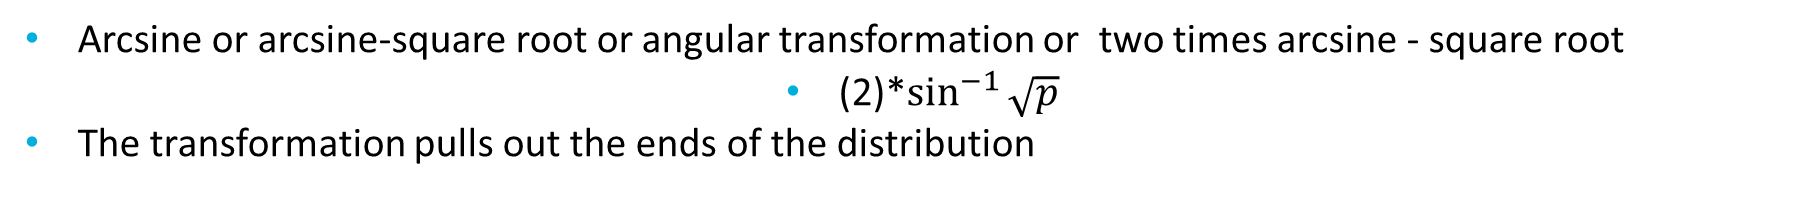 • Arcsine or arcsine-square root or angular transformation or  two times arcsine - square root
• (2)*sin⁻¹ √p
• The transformation pulls out the ends of the distribution